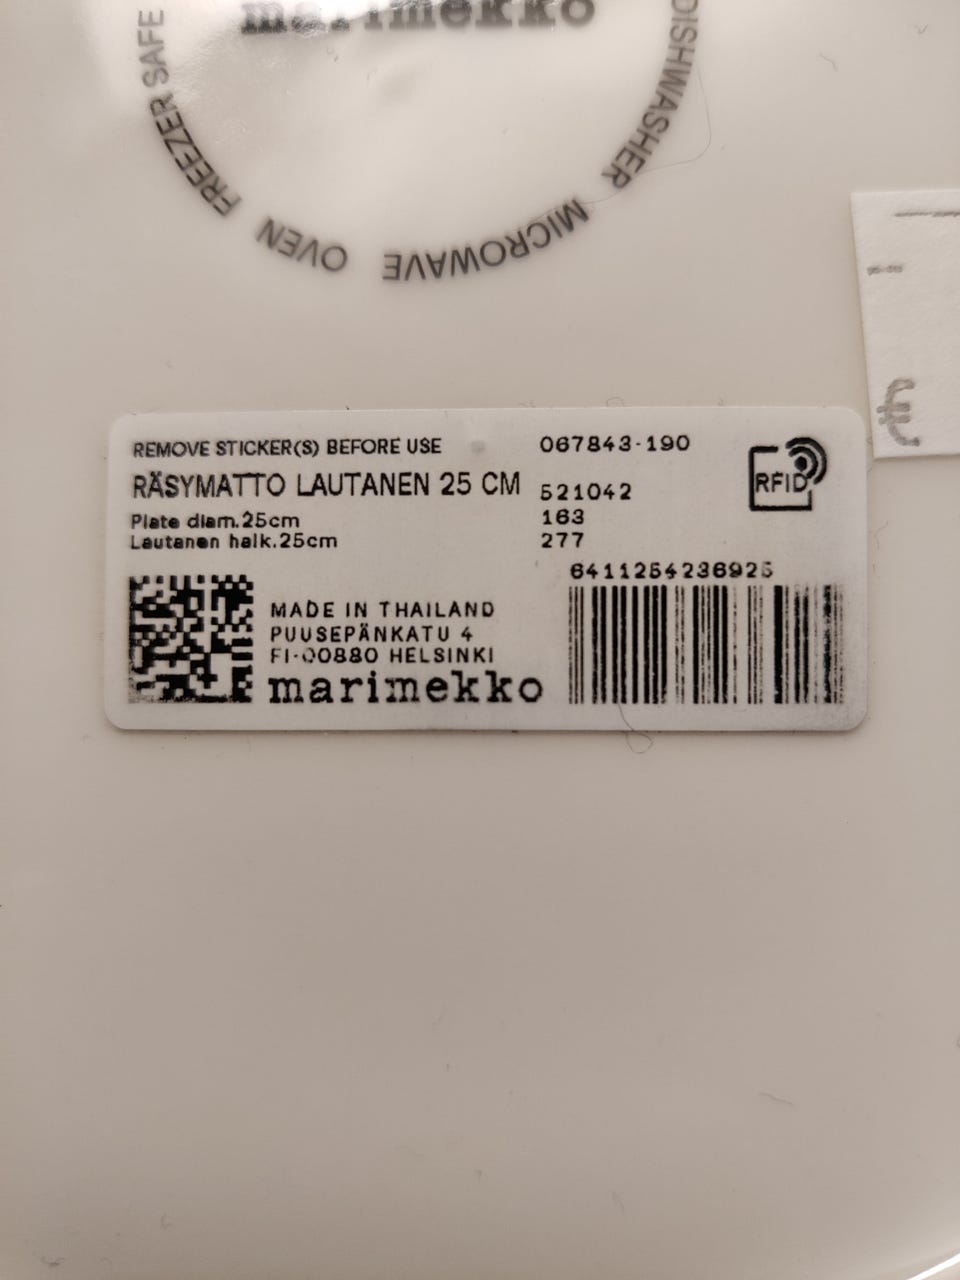 marimekko
FREEZER SAFE OVEN MICROWAVE DISHWASHER
€
REMOVE STICKER(S) BEFORE USE
067843-190
RÄSYMATTO LAUTANEN 25 CM
521042
Plate diam.25cm
163
Lautanen halk.25cm
277
6411254236925
RFID
MADE IN THAILAND
PUUSEPÄNKATU 4
FI-00880 HELSINKI
marimekko